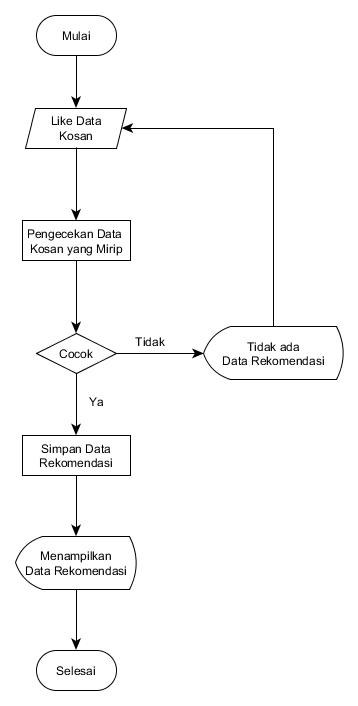 Mulai
Like Data
Kosan
Pengecekan Data
Kosan yang Mirip
Cocok
Tidak
Tidak ada
Data Rekomendasi
Ya
Simpan Data
Rekomendasi
Menampilkan
Data Rekomendasi
Selesai